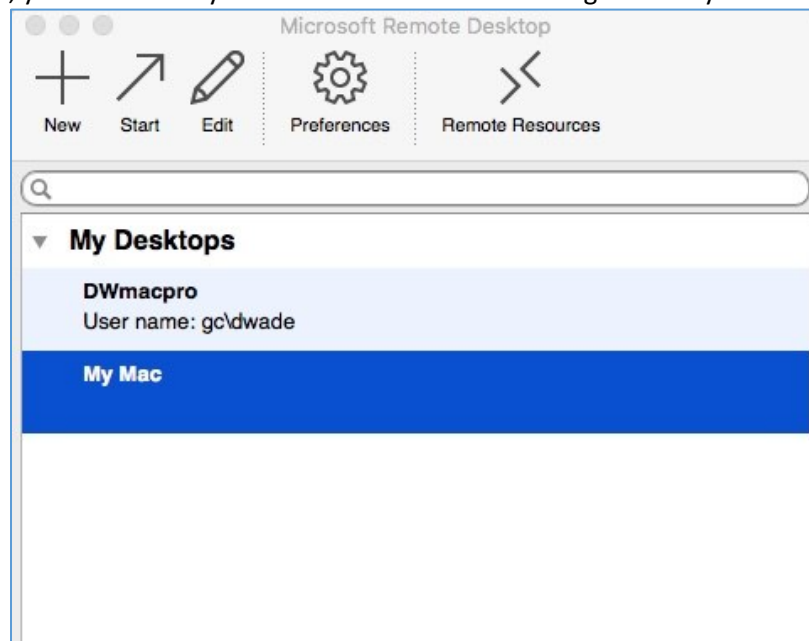 Microsoft Remote Desktop
New Start Edit Preferences Remote Resources
My Desktops
DWmacpro
User name: gc\dwade
My Mac